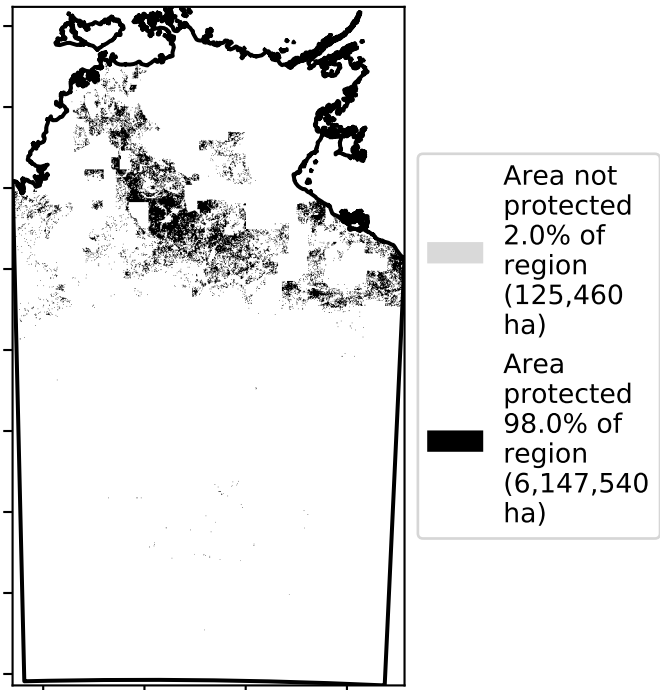 Area not
protected
2.0% of
region
(125,460
ha)
Area
protected
98.0% of
region
(6,147,540
ha)